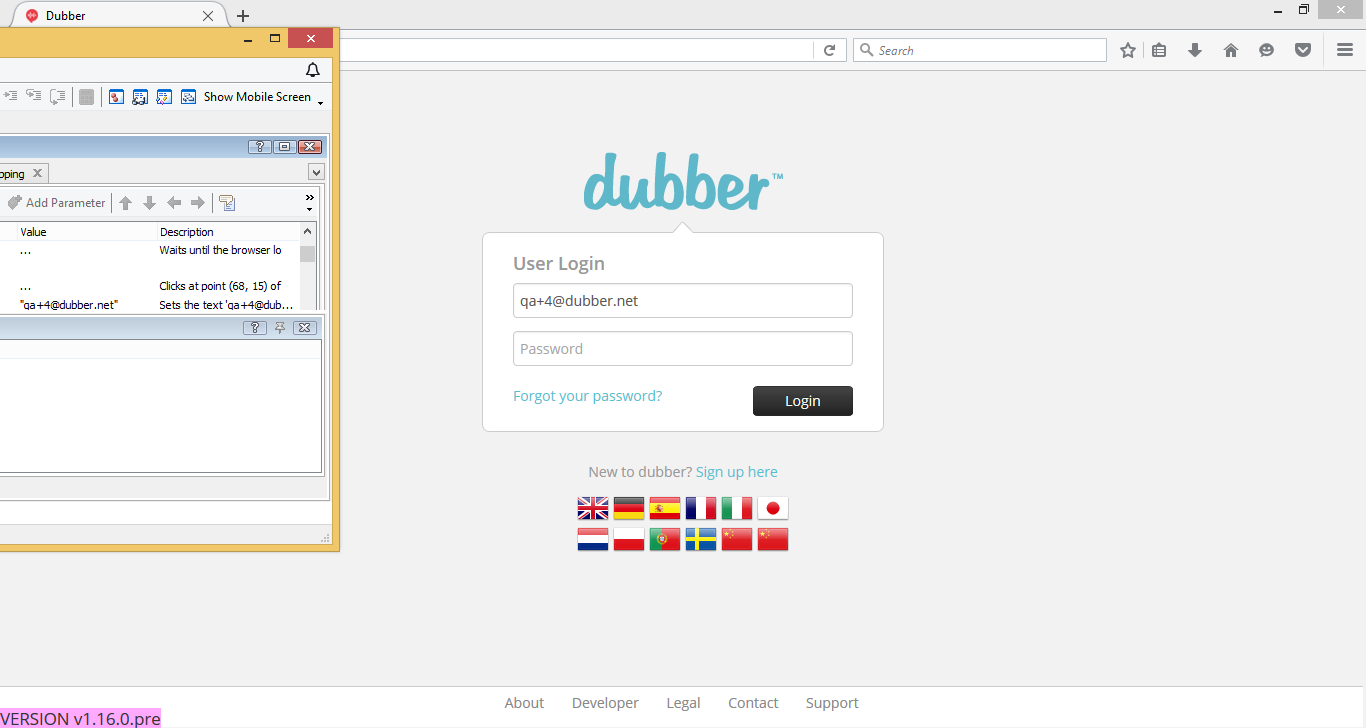 Dubber
Search
Show Mobile Screen
pping
Add Parameter
Value Description
... Waits until the browser lo
... Clicks at point (68, 15) of
"qa+4@dubber.net" Sets the text 'qa+4@dub...
dubber™
User Login
qa+4@dubber.net
Password
Forgot your password?
Login
New to dubber? Sign up here
About Developer Legal Contact Support
VERSION v1.16.0.pre